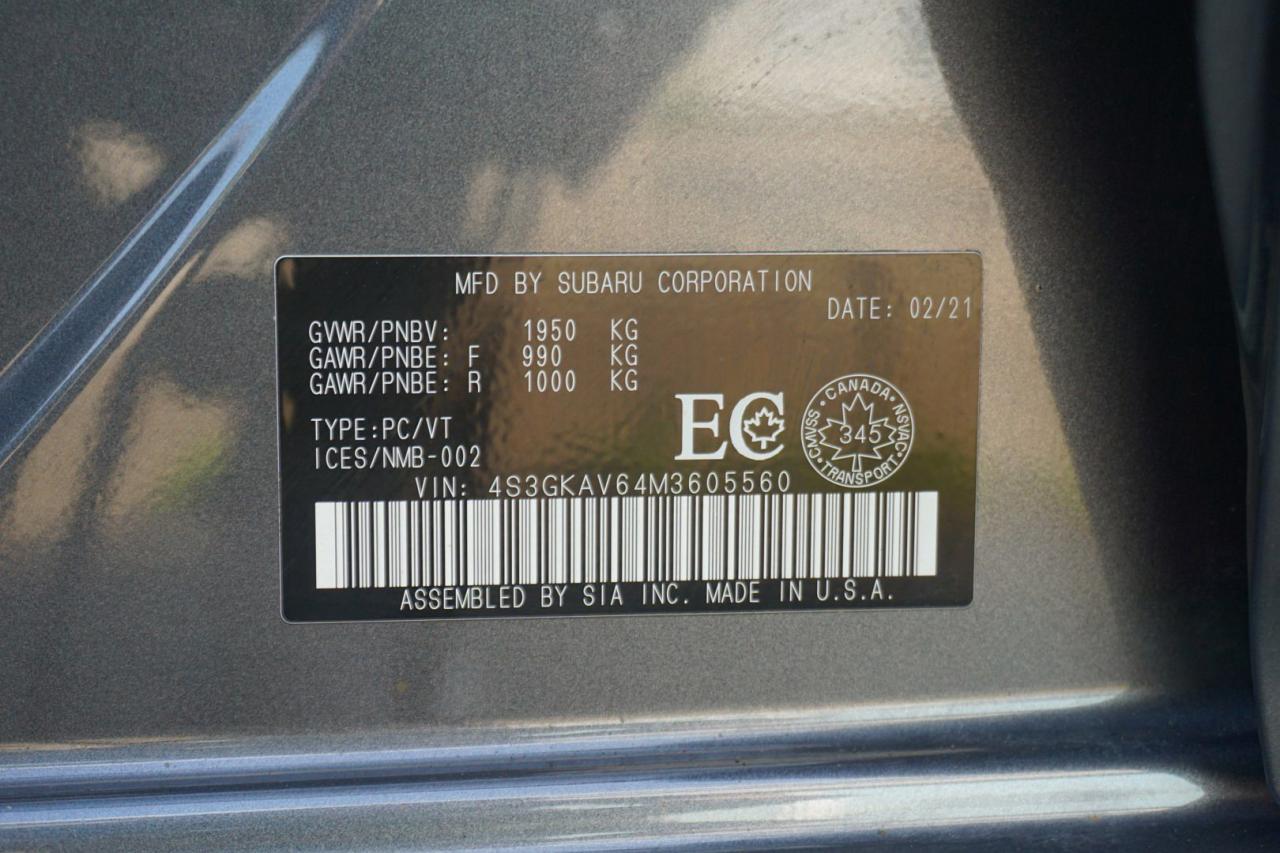 MFD BY SUBARU CORPORATION
DATE: 02/21
GVWR/PNBV: 1950 KG
GAWR/PNBE: F 990 KG
GAWR/PNBE: R 1000 KG
TYPE:PC/VT
ICES/NMB-002
EC
CANADA • NSVAC • TRANSPORT • CMVSS •
345
VIN: 4S3GKAV64M3605560
ASSEMBLED BY SIA INC. MADE IN U.S.A.